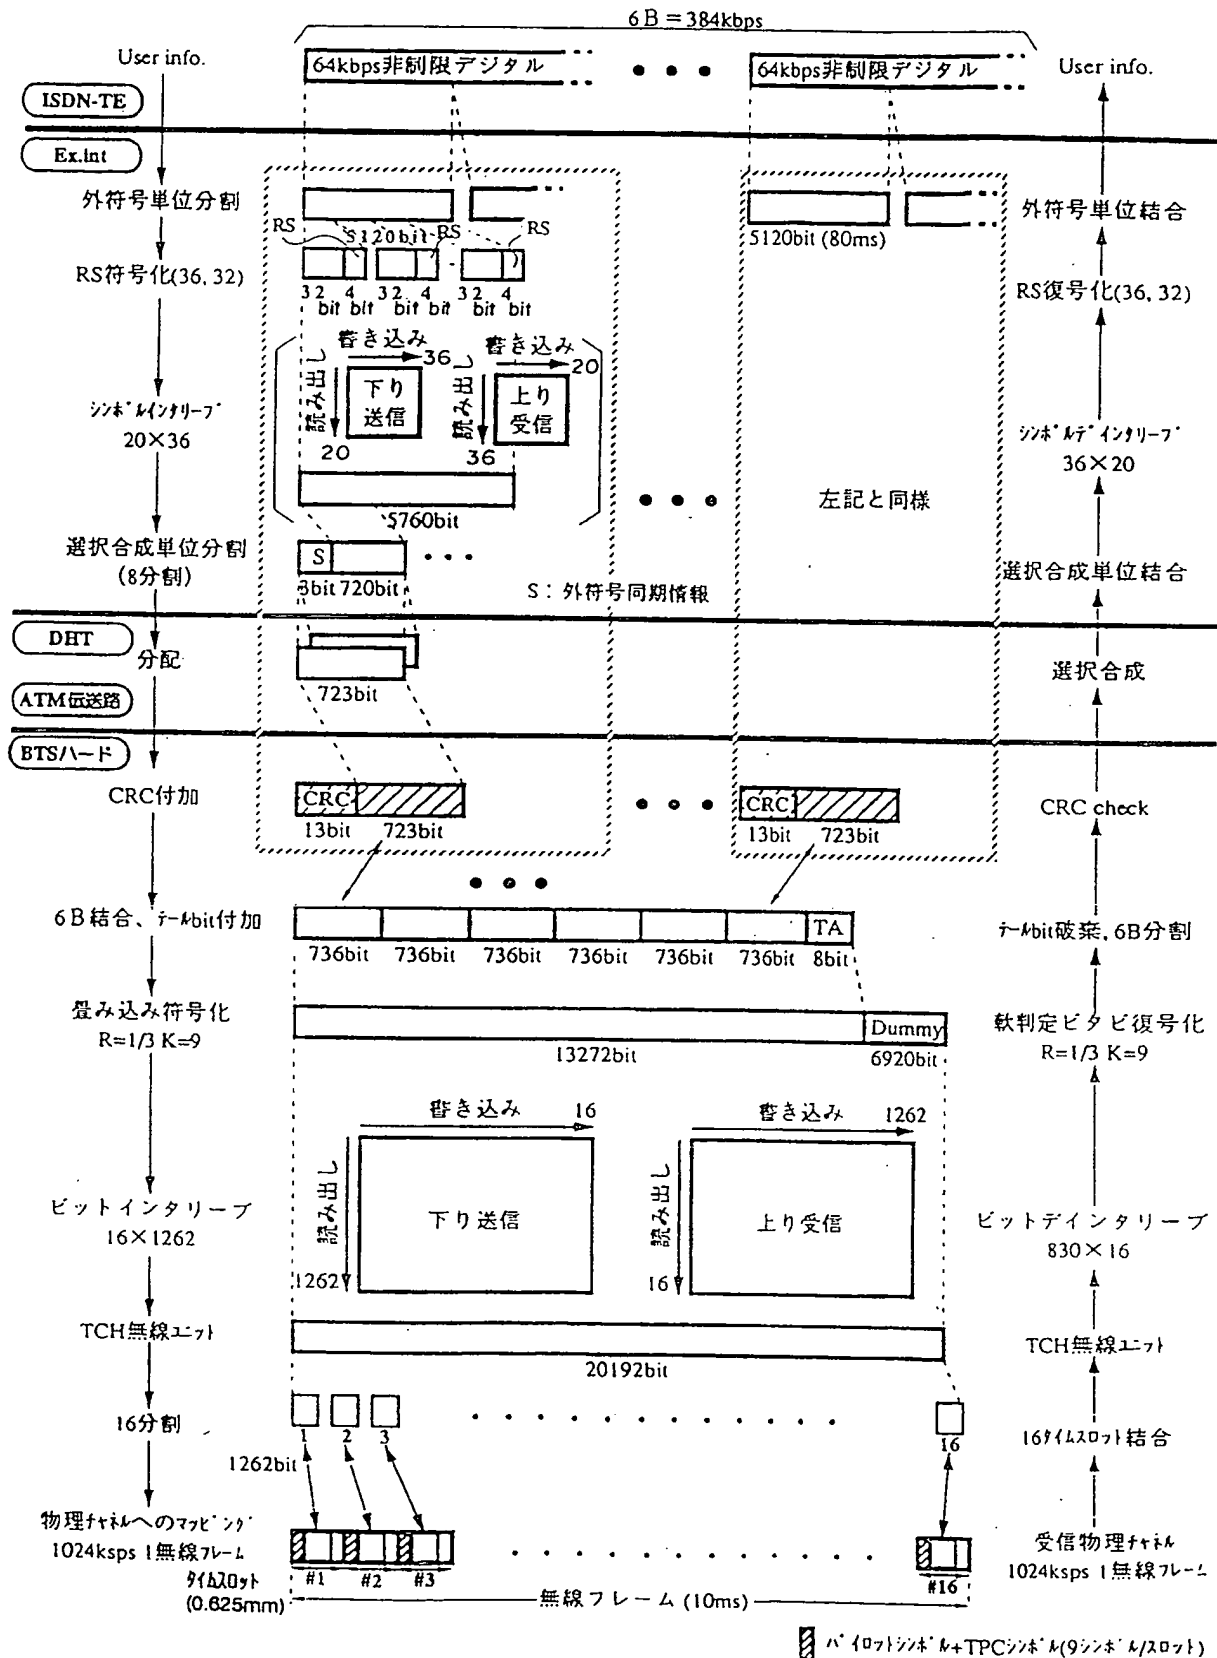 6B=384kbps
User info.
64kbps非制限デジタル
64kbps非制限デジタル
User info.
ISDN-TE
Ex.int
外符号単位分割
外符号単位結合
RS
5120bit
RS
RS
5120bit (80ms)
RS符号化(36, 32)
RS復号化(36, 32)
32bit 4bit 32bit 4bit 32bit 4bit
書き込み
36
書き込み
20
読み出し
下り送信
20
読み出し
上り受信
36
シンボルインタリーブ
20×36
シンボルデインタリーブ
36×20
5760bit
左記と同様
選択合成単位分割
(8分割)
S
3bit 720bit
S: 外符号同期情報
選択合成単位結合
DHT
分配
723bit
選択合成
ATM伝送路
BTSハード
CRC付加
CRC
13bit 723bit
CRC
13bit 723bit
CRC check
6B結合、テールbit付加
TA
736bit 736bit 736bit 736bit 736bit 736bit 8bit
テールbit破棄, 6B分割
畳み込み符号化
R=1/3 K=9
Dummy
13272bit
6920bit
軟判定ビタビ復号化
R=1/3 K=9
書き込み
16
書き込み
1262
読み出し
下り送信
1262
読み出し
上り受信
16
ビットインタリーブ
16×1262
ビットデインタリーブ
830×16
TCH無線ユニット
20192bit
TCH無線ユニット
16分割
1 2 3 16
16タイムスロット結合
1262bit
物理チャネルへのマッピング
1024ksps 1無線フレーム
受信物理チャネル
1024ksps 1無線フレーム
#1 #2 #3 #16
タイムスロット
(0.625mm)
無線フレーム(10ms)
パイロットシンボル+TPCシンボル(9シンボル/スロット)